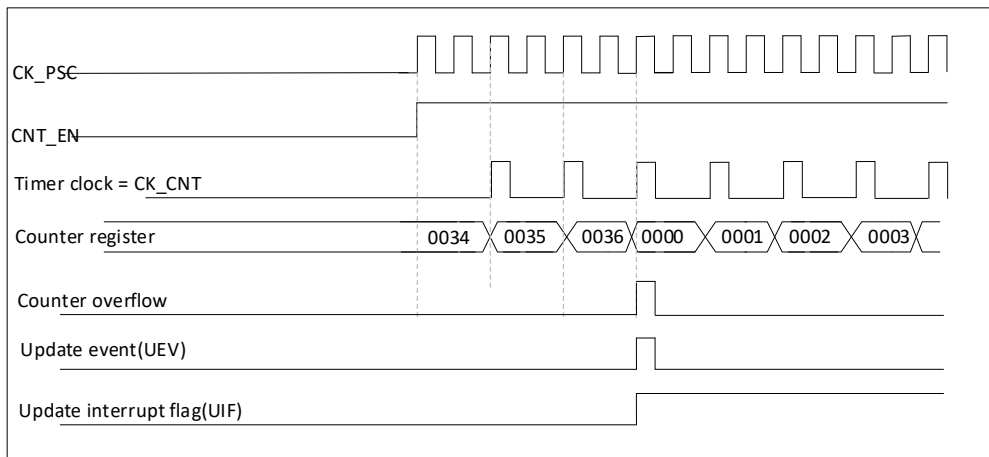 CK_PSC
CNT_EN
Timer clock = CK_CNT
Counter register
0034 0035 0036 0000 0001 0002 0003
Counter overflow
Update event(UEV)
Update interrupt flag(UIF)